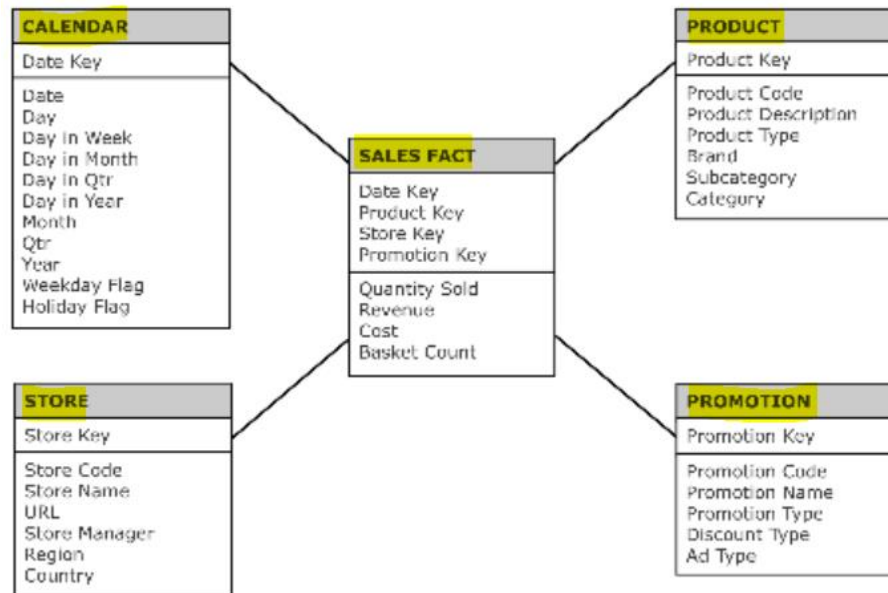 CALENDAR
Date Key
Date
Day
Day in Week
Day in Month
Day in Qtr
Day in Year
Month
Qtr
Year
Weekday Flag
Holiday Flag
PRODUCT
Product Key
Product Code
Product Description
Product Type
Brand
Subcategory
Category
SALES FACT
Date Key
Product Key
Store Key
Promotion Key
Quantity Sold
Revenue
Cost
Basket Count
STORE
Store Key
Store Code
Store Name
URL
Store Manager
Region
Country
PROMOTION
Promotion Key
Promotion Code
Promotion Name
Promotion Type
Discount Type
Ad Type